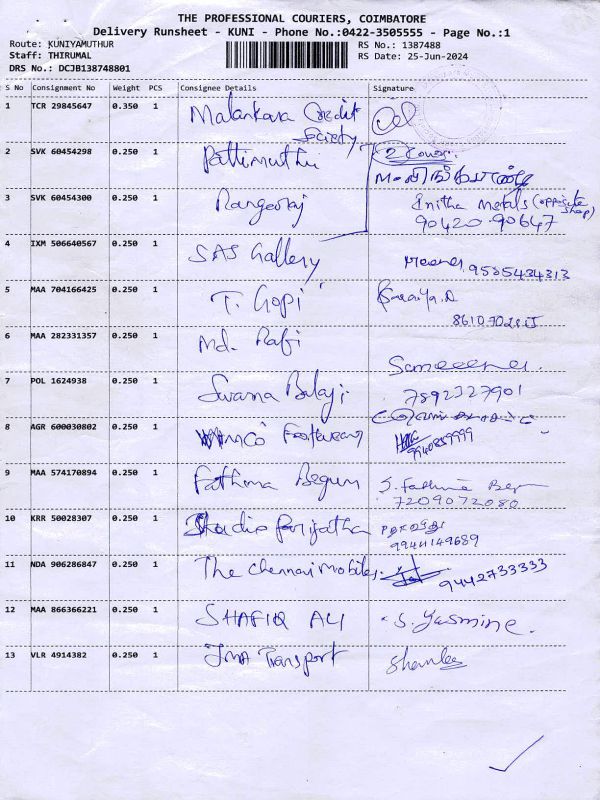 THE PROFESSIONAL COURIERS, COIMBATORE
Delivery Runsheet - KUNI - Phone No.:0422-3505555 - Page No.:1
Route: KUNIYAMUTHUR
Staff: THIRUMAL
DRS No.: DCJB138748801
RS No.: 1387488
RS Date: 25-Jun-2024
S No Consignment No Weight PCS Consignee Details Signature
1 TCR 29845647 0.350 1 Malankara Credit
Society
2 SVK 60454298 0.250 1 Pattimuthu
3 SVK 60454300 0.250 1 Rangaraj Anitha Metals (opposite
shop)
90420-90647
4 IXM 506640567 0.250 1 SAS Gallery Meena 9585434313
5 MAA 704166425 0.250 1 T. Gopi
6 MAA 282331357 0.250 1 Md. Rafi
7 POL 1624938 0.250 1 Swarna Balaji 7892327901
8 AGR 600030802 0.250 1 Footwear
9 MAA 574170894 0.250 1 Fathima Begum S. Fathima
7209072080
10 KRR 50028307 0.250 1 Studio Parijatha
9944149689
11 NDA 906286847 0.250 1 The Chennai Mobiles 9442733333
12 MAA 866366221 0.250 1 SHAFIQ ALI S. Yasmine.
13 VLR 4914382 0.250 1 Transport